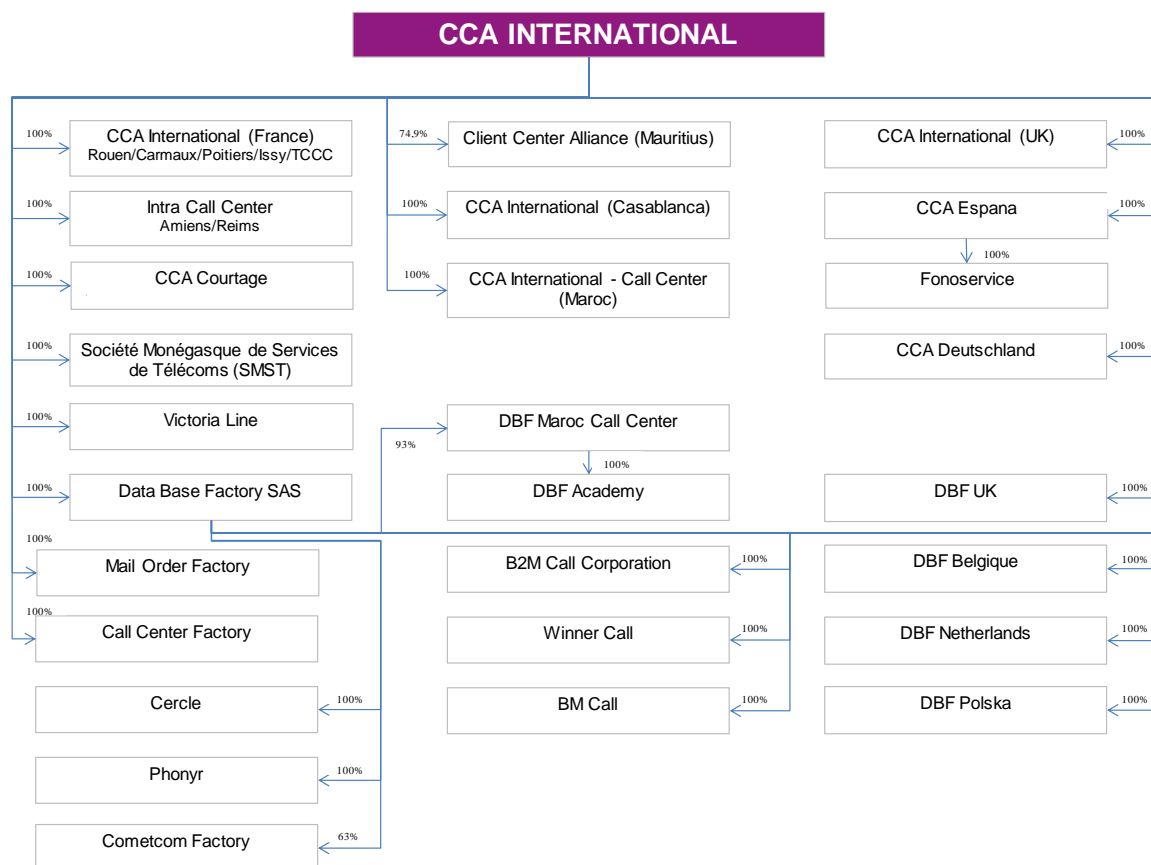 CCA INTERNATIONAL
100%
CCA International (France)
Rouen/Carmaux/Poitiers/Issy/TCCC
74,9%
Client Center Alliance (Mauritius)
CCA International (UK)
100%
100%
Intra Call Center
Amiens/Reims
100%
CCA International (Casablanca)
CCA Espana
100%
100%
100%
CCA Courtage
100%
CCA International - Call Center
(Maroc)
Fonoservice
100%
Société Monégasque de Services
de Télécoms (SMST)
CCA Deutschland
100%
100%
Victoria Line
93%
DBF Maroc Call Center
100%
100%
Data Base Factory SAS
DBF Academy
DBF UK
100%
100%
Mail Order Factory
B2M Call Corporation
100%
DBF Belgique
100%
100%
Call Center Factory
Winner Call
100%
DBF Netherlands
100%
Cercle
100%
BM Call
100%
DBF Polska
100%
Phonyr
100%
Cometcom Factory
63%